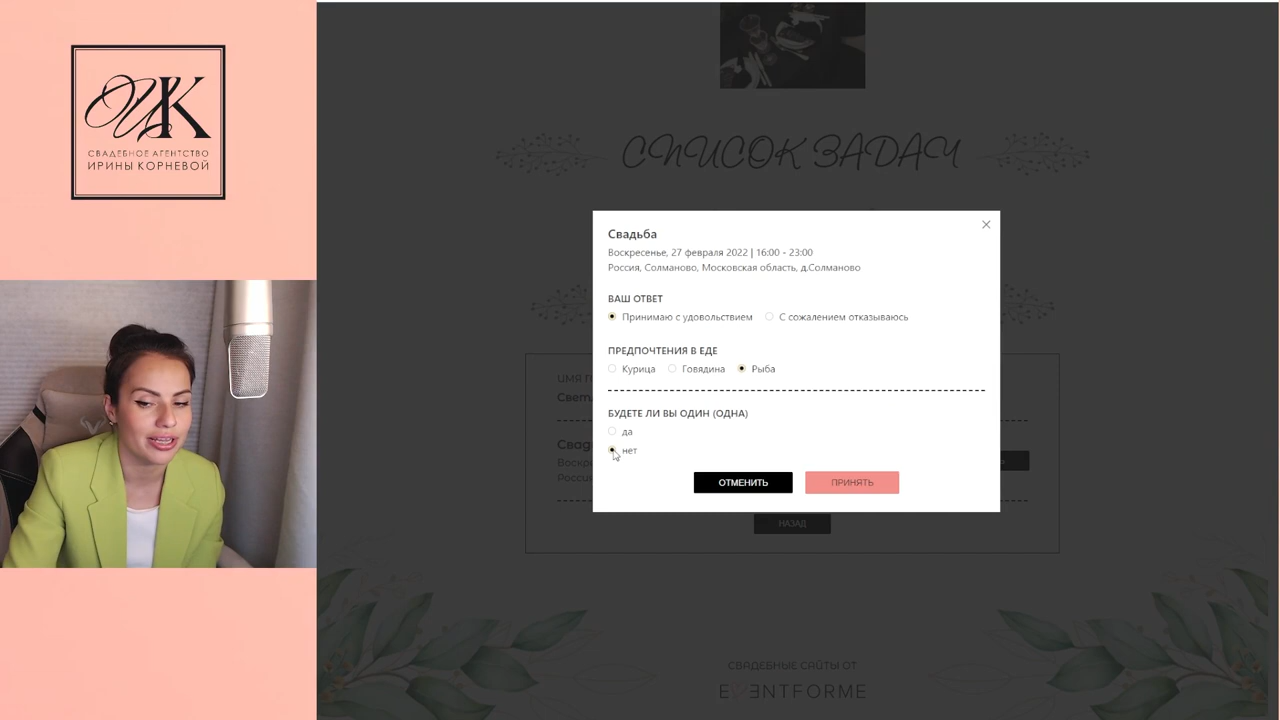 ИК
СВАДЕБНОЕ АГЕНТСТВО
ИРИНЫ КОРНЕВОЙ
СПИСОК ЗАДАЧ
Свадьба
Воскресенье, 27 февраля 2022 | 16:00 - 23:00
Россия, Солманово, Московская область, д.Солманово
ВАШ ОТВЕТ
Принимаю с удовольствием С сожалением отказываюсь
ПРЕДПОЧТЕНИЯ В ЕДЕ
Курица Говядина Рыба
БУДЕТЕ ЛИ ВЫ ОДИН (ОДНА)
да
нет
ОТМЕНИТЬ ПРИНЯТЬ
ИМЯ
НАЗАД
СВАДЕБНЫЕ САЙТЫ ОТ
EVENTFORME